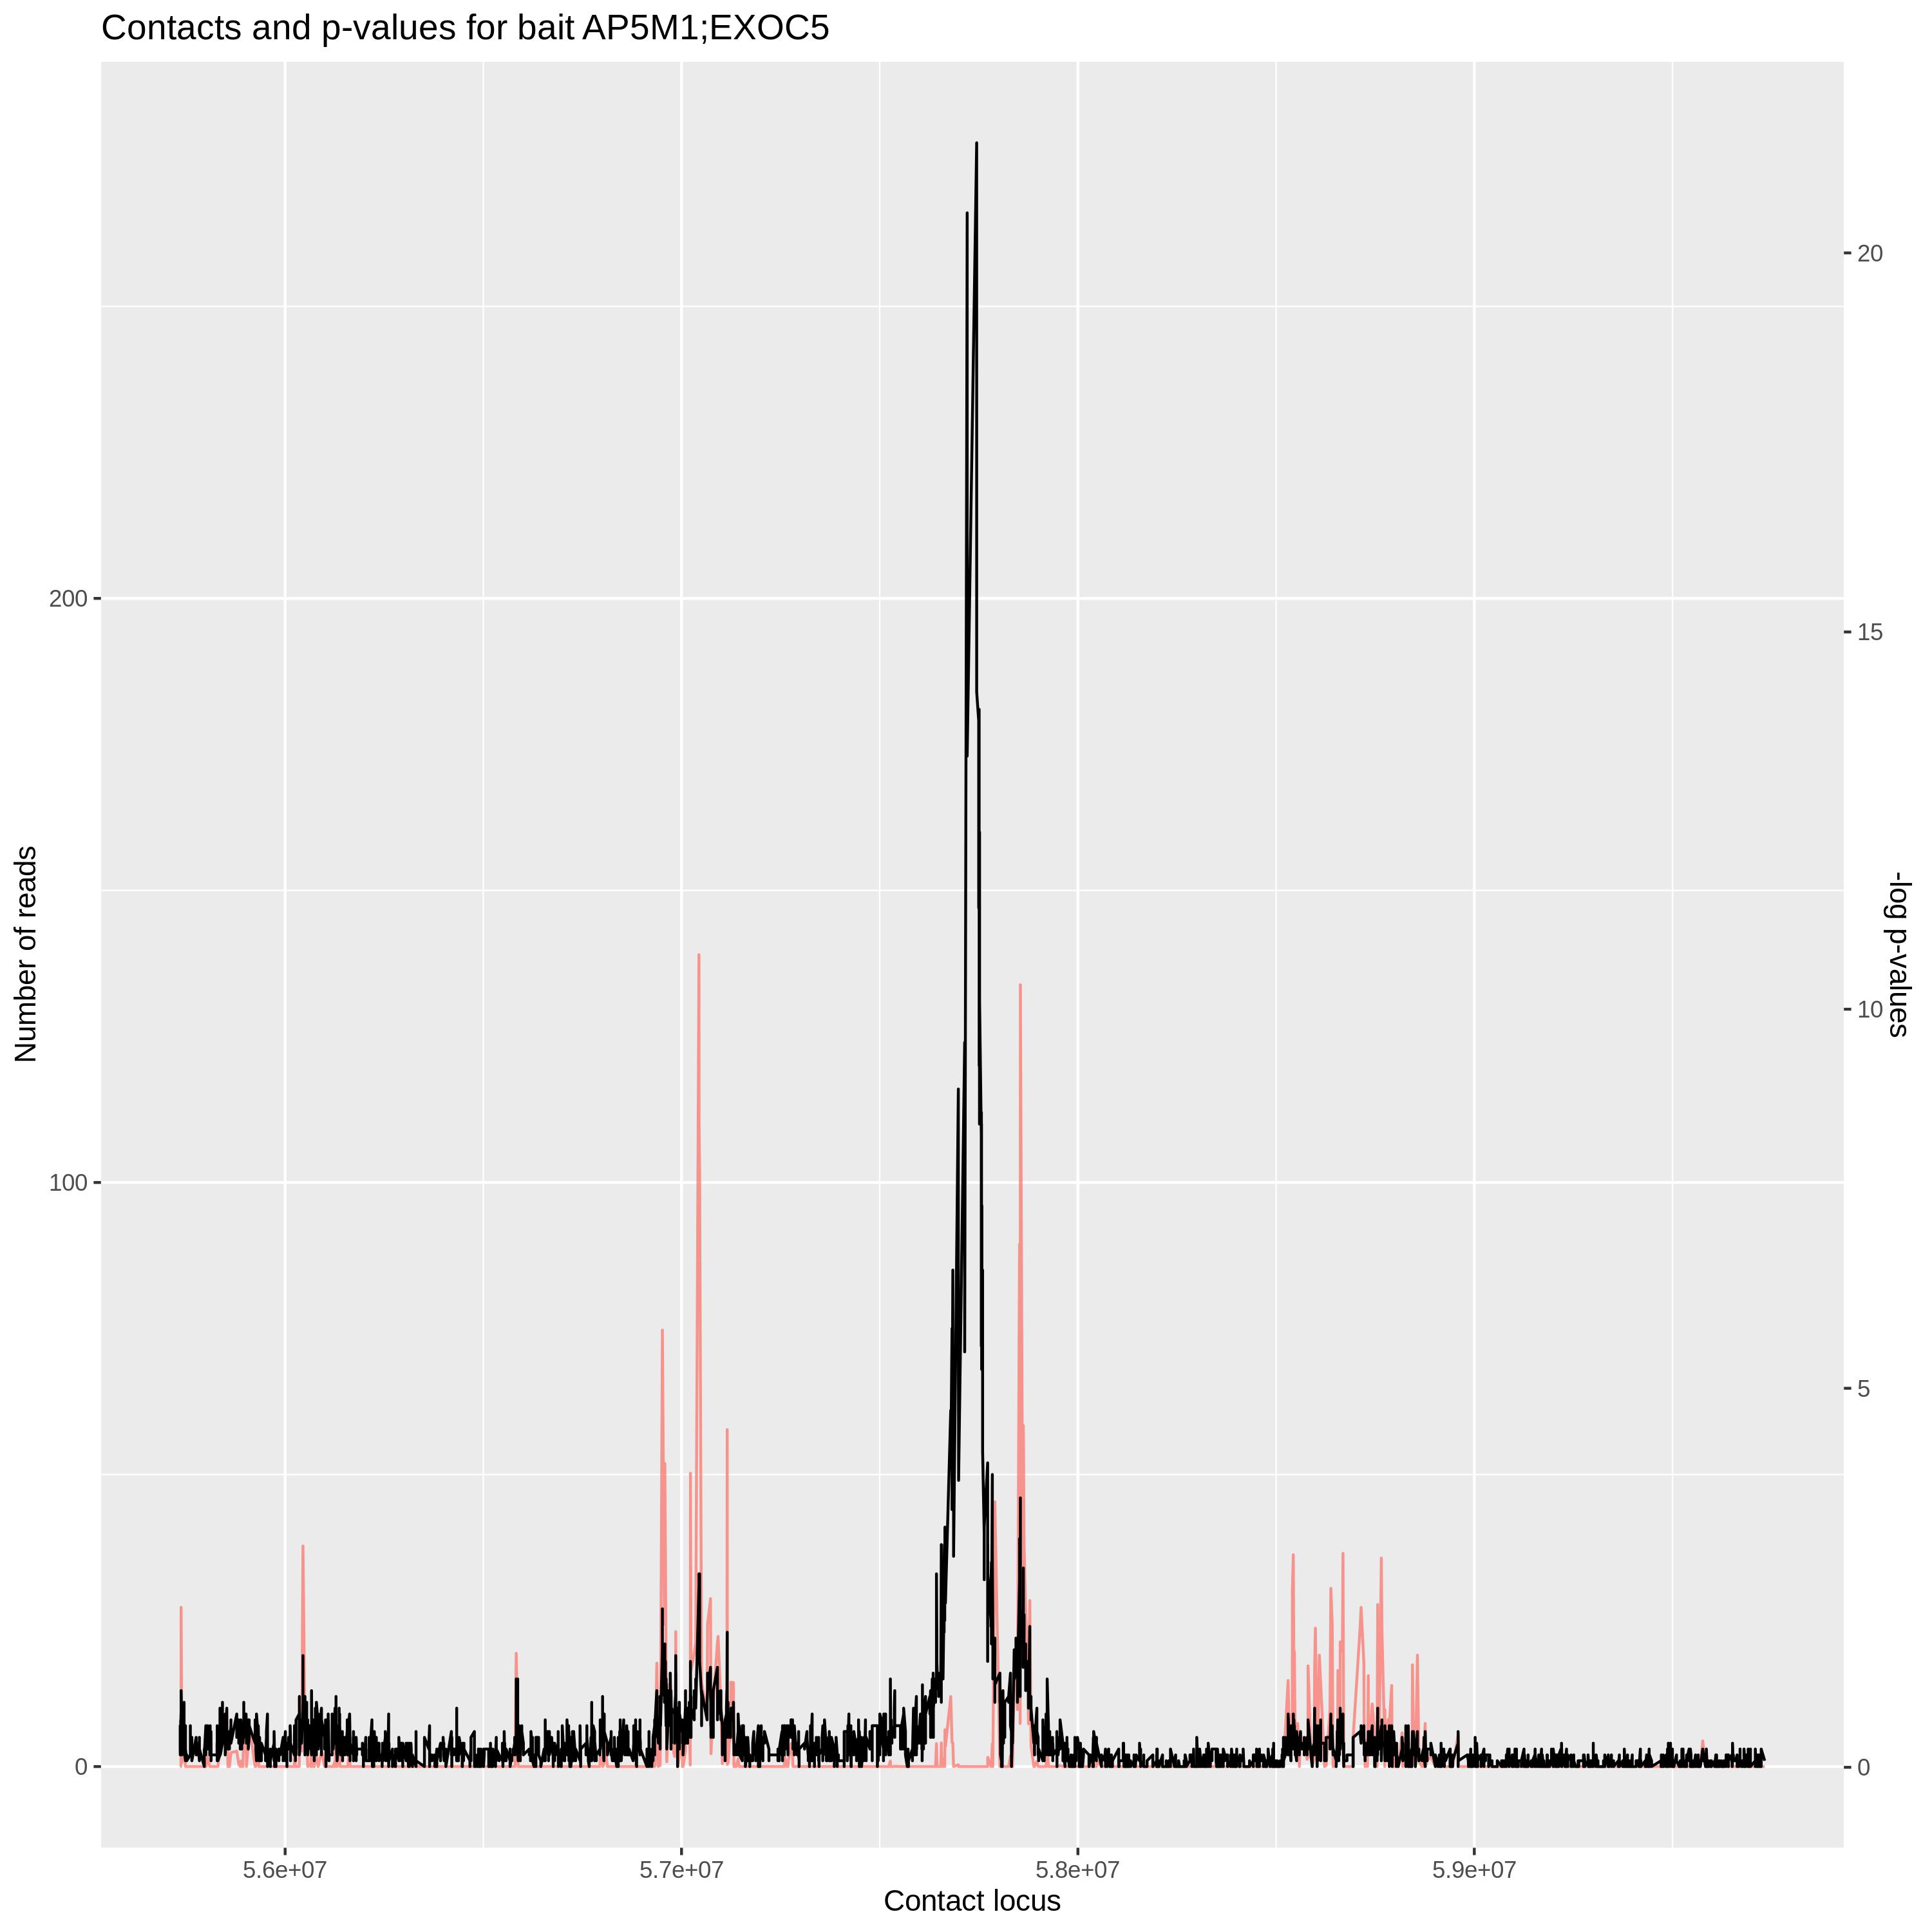 Contacts and p-values for bait AP5M1;EXOC5
Number of reads
200
100
0
20
15
10
5
0
-log p-values
5.6e+07
5.7e+07
5.8e+07
5.9e+07
Contact locus